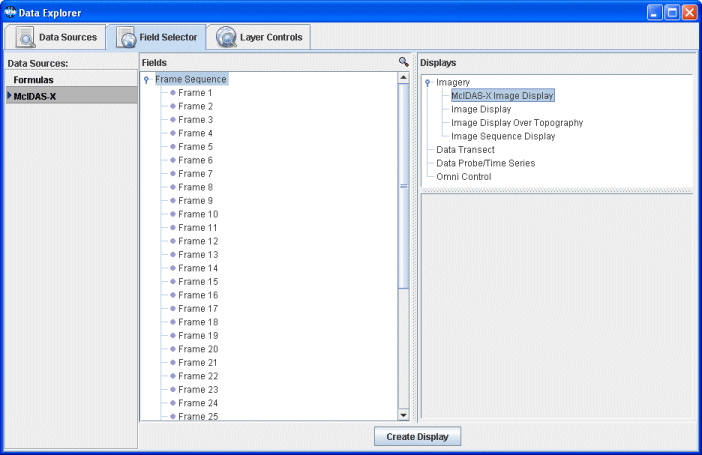 Data Explorer
Data Sources
Field Selector
Layer Controls
Data Sources:
Formulas
McIDAS-X
Fields
Frame Sequence
Frame 1
Frame 2
Frame 3
Frame 4
Frame 5
Frame 6
Frame 7
Frame 8
Frame 9
Frame 10
Frame 11
Frame 12
Frame 13
Frame 14
Frame 15
Frame 16
Frame 17
Frame 18
Frame 19
Frame 20
Frame 21
Frame 22
Frame 23
Frame 24
Frame 25
Displays
Imagery
McIDAS-X Image Display
Image Display
Image Display Over Topography
Image Sequence Display
Data Transect
Data Probe/Time Series
Omni Control
Create Display